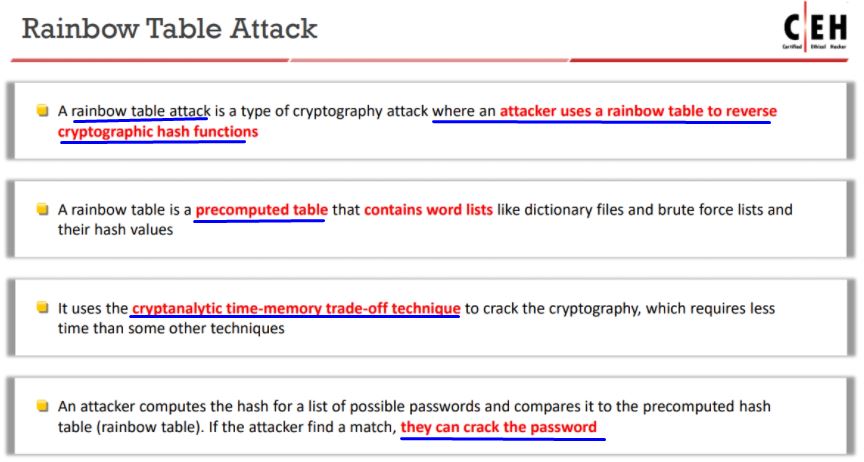 Rainbow Table Attack
CEH
Certified Ethical Hacker
A rainbow table attack is a type of cryptography attack where an attacker uses a rainbow table to reverse
cryptographic hash functions
A rainbow table is a precomputed table that contains word lists like dictionary files and brute force lists and
their hash values
It uses the cryptanalytic time-memory trade-off technique to crack the cryptography, which requires less
time than some other techniques
An attacker computes the hash for a list of possible passwords and compares it to the precomputed hash
table (rainbow table). If the attacker find a match, they can crack the password